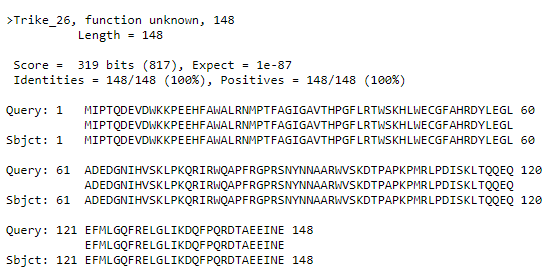 >Trike_26, function unknown, 148
Length = 148
Score = 319 bits (817), Expect = 1e-87
Identities = 148/148 (100%), Positives = 148/148 (100%)
Query: 1 MIPTQDEVDWKKPEEHFAWALRNMPTFAGIGAVTHPGFLRTWSKHLWECGFAHRDYLEGL 60
MIPTQDEVDWKKPEEHFAWALRNMPTFAGIGAVTHPGFLRTWSKHLWECGFAHRDYLEGL
Sbjct: 1 MIPTQDEVDWKKPEEHFAWALRNMPTFAGIGAVTHPGFLRTWSKHLWECGFAHRDYLEGL 60
Query: 61 ADEDGNIHVSKLPKQRIRWQAPFRGPRSNYNNAARWVSKDTPAPKPMRLPDISKLTQQEQ 120
ADEDGNIHVSKLPKQRIRWQAPFRGPRSNYNNAARWVSKDTPAPKPMRLPDISKLTQQEQ
Sbjct: 61 ADEDGNIHVSKLPKQRIRWQAPFRGPRSNYNNAARWVSKDTPAPKPMRLPDISKLTQQEQ 120
Query: 121 EFMLGQFRELGLIKDQFPQRDTAEEINE 148
EFMLGQFRELGLIKDQFPQRDTAEEINE
Sbjct: 121 EFMLGQFRELGLIKDQFPQRDTAEEINE 148